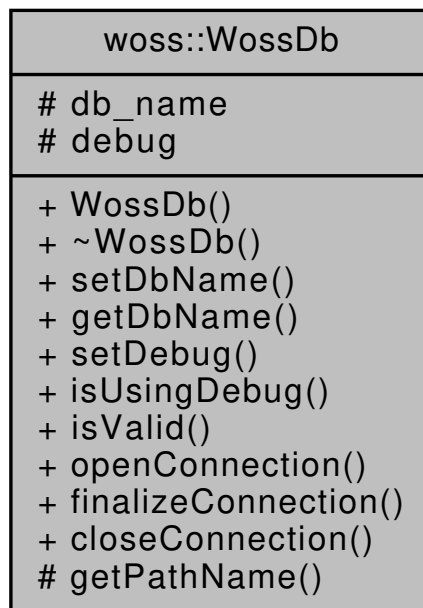 woss::WossDb
# db_name
# debug
+ WossDb()
+ ~WossDb()
+ setDbName()
+ getDbName()
+ setDebug()
+ isUsingDebug()
+ isValid()
+ openConnection()
+ finalizeConnection()
+ closeConnection()
# getPathName()